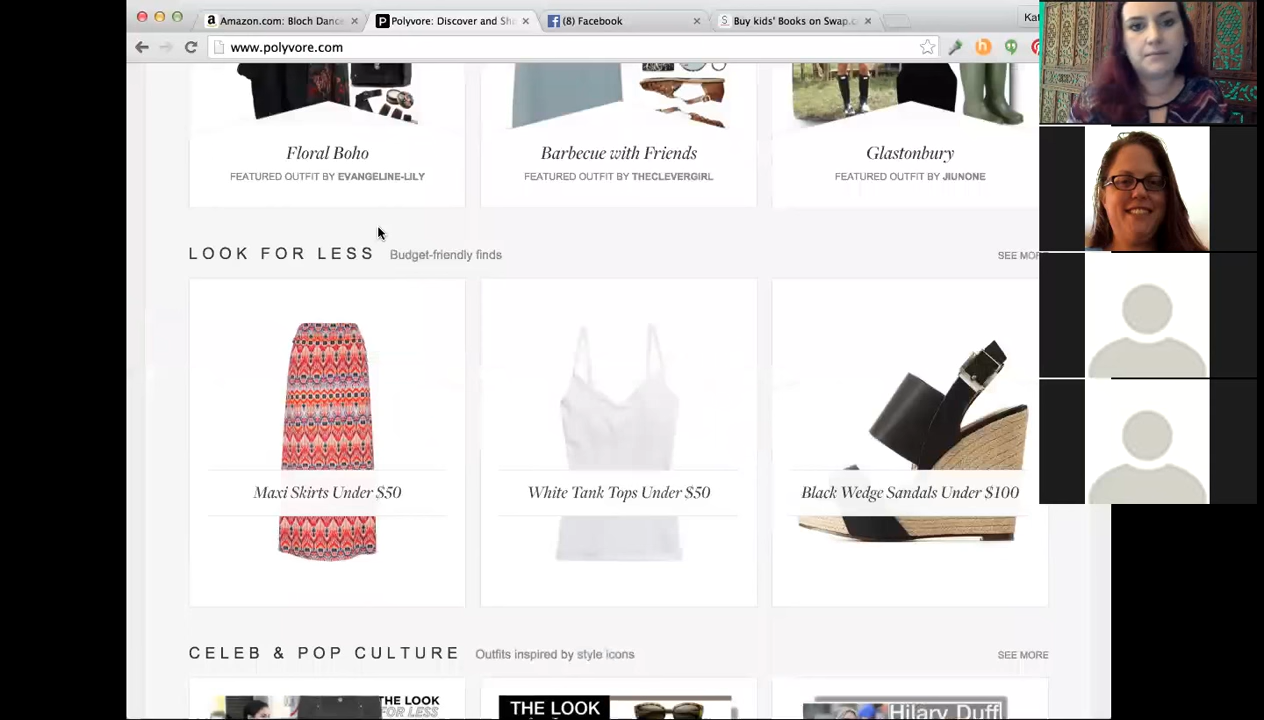 Amazon.com: Bloch Dance
Polyvore: Discover and Sh
(8) Facebook
Buy kids' Books on Swap.c
Kat
www.polyvore.com
Floral Boho
FEATURED OUTFIT BY EVANGELINE-LILY
Barbecue with Friends
FEATURED OUTFIT BY THECLEVERGIRL
Glastonbury
FEATURED OUTFIT BY JIUNONE
LOOK FOR LESS Budget-friendly finds
SEE MORE
Maxi Skirts Under $50
White Tank Tops Under $50
Black Wedge Sandals Under $100
CELEB & POP CULTURE Outfits inspired by style icons
SEE MORE
THE LOOK
FOR LESS
THE LOOK
Hilary Duff